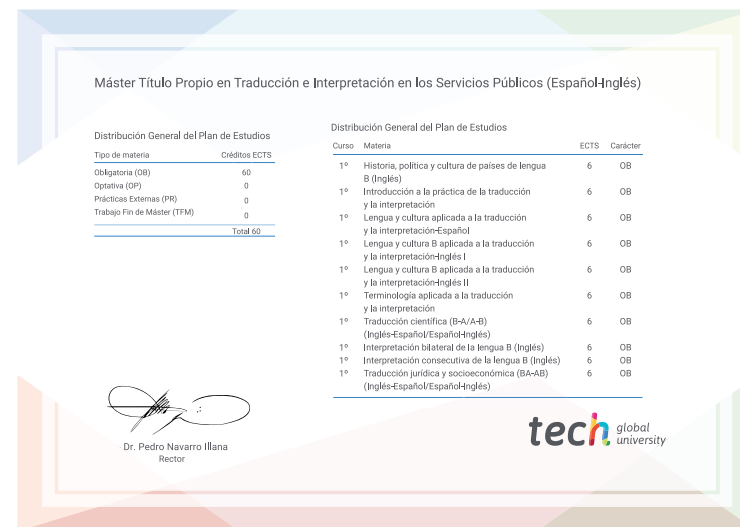 Máster Título Propio en Traducción e Interpretación en los Servicios Públicos (Español-Inglés)
Distribución General del Plan de Estudios
Tipo de materia Créditos ECTS
Obligatoria (OB) 60
Optativa (OP) 0
Prácticas Externas (PR) 0
Trabajo Fin de Máster (TFM) 0
Total 60
Distribución General del Plan de Estudios
Curso Materia ECTS Carácter
1º Historia, política y cultura de países de lengua 6 OB
B (Inglés)
1º Introducción a la práctica de la traducción 6 OB
y la interpretación
1º Lengua y cultura aplicada a la traducción 6 OB
y la interpretación-Español
1º Lengua y cultura B aplicada a la traducción 6 OB
y la interpretación-Inglés I
1º Lengua y cultura B aplicada a la traducción 6 OB
y la interpretación-Inglés II
1º Terminología aplicada a la traducción 6 OB
y la interpretación
1º Traducción científica (B-A/A-B) 6 OB
(Inglés-Español/Español-Inglés)
1º Interpretación bilateral de la lengua B (Inglés) 6 OB
1º Interpretación consecutiva de la lengua B (Inglés) 6 OB
1º Traducción jurídica y socioeconómica (BA-AB) 6 OB
(Inglés-Español/Español-Inglés)
Dr. Pedro Navarro Illana
Rector
tech global
university